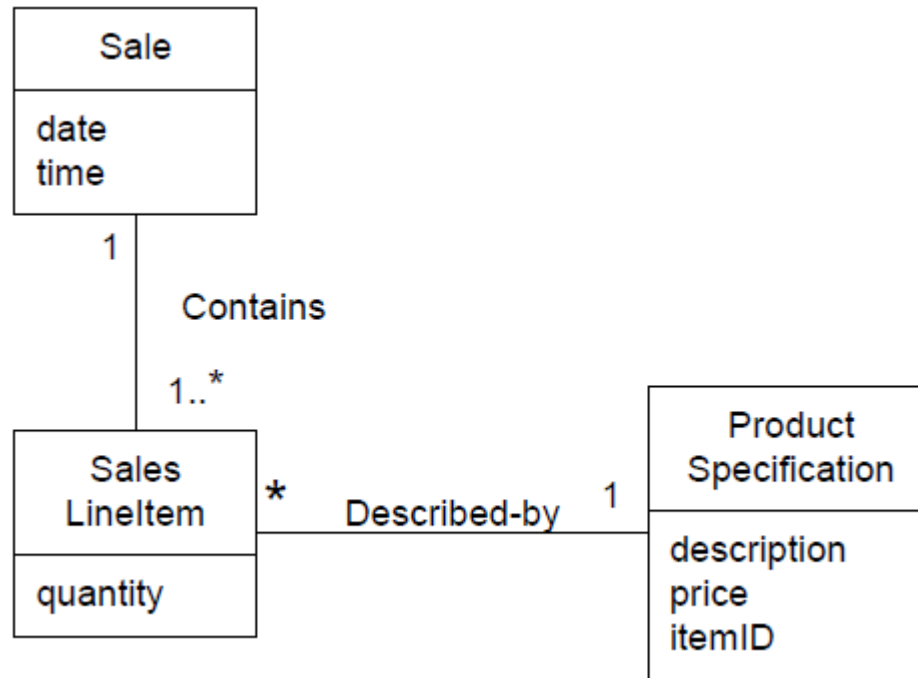 Sale
date
time
1
Contains
1..*
Sales
LineItem
quantity
*
Described-by
1
Product
Specification
description
price
itemID